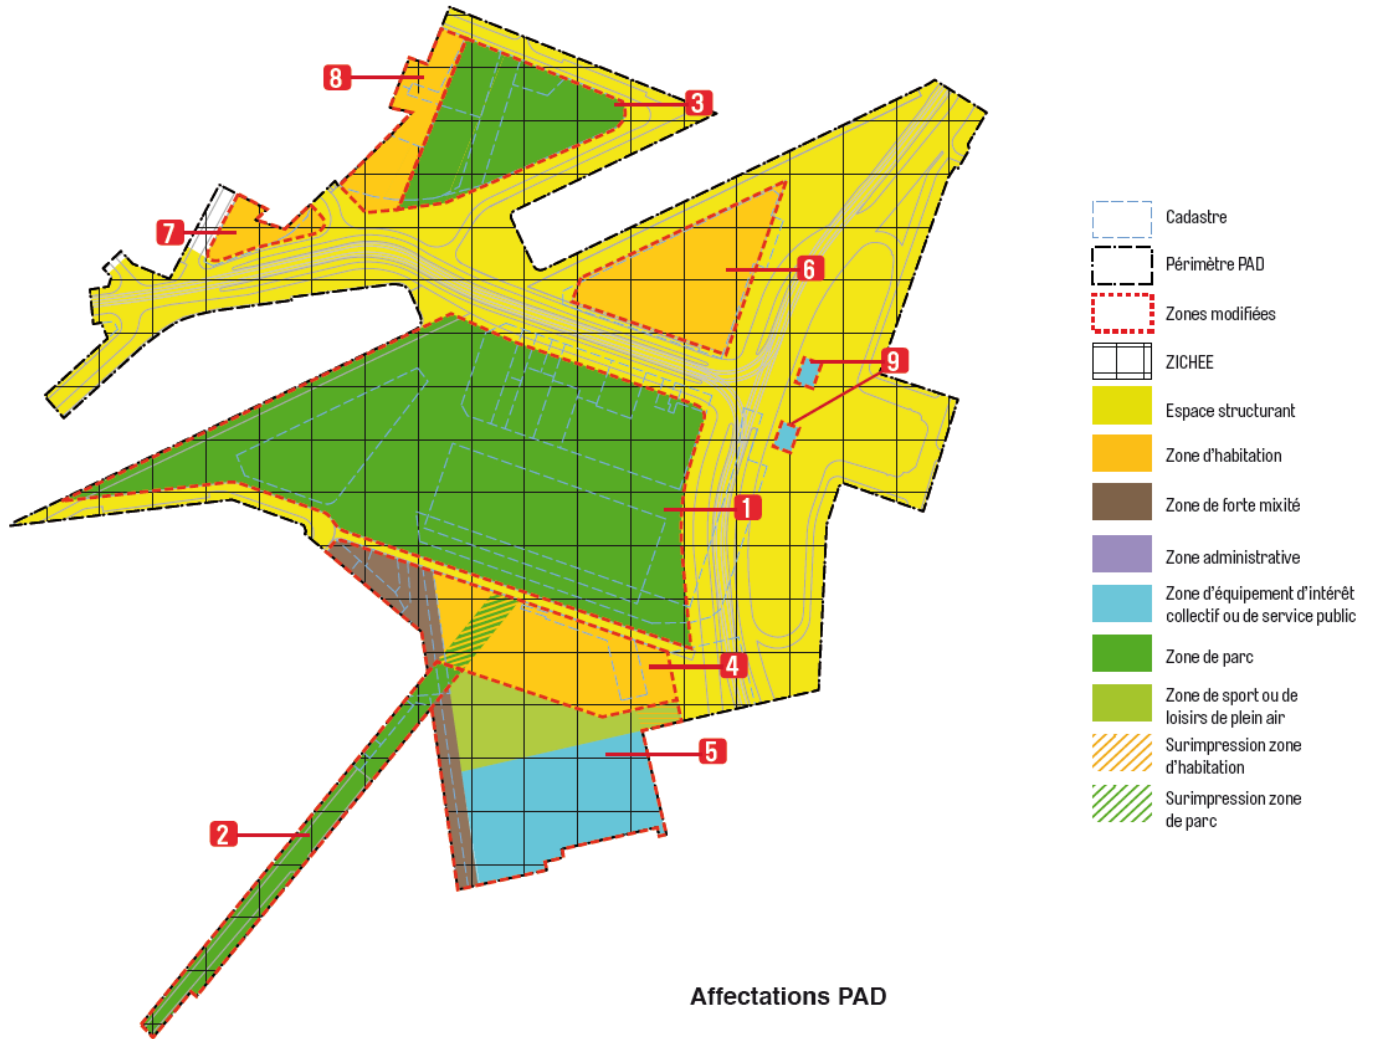 8
3
7
6
9
1
4
5
2
Cadastre
Périmètre PAD
Zones modifiées
ZICHEE
Espace structurant
Zone d'habitation
Zone de forte mixité
Zone administrative
Zone d'équipement d'intérêt
collectif ou de service public
Zone de parc
Zone de sport ou de
loisirs de plein air
Surimpression zone
d'habitation
Surimpression zone
de parc
Affectations PAD